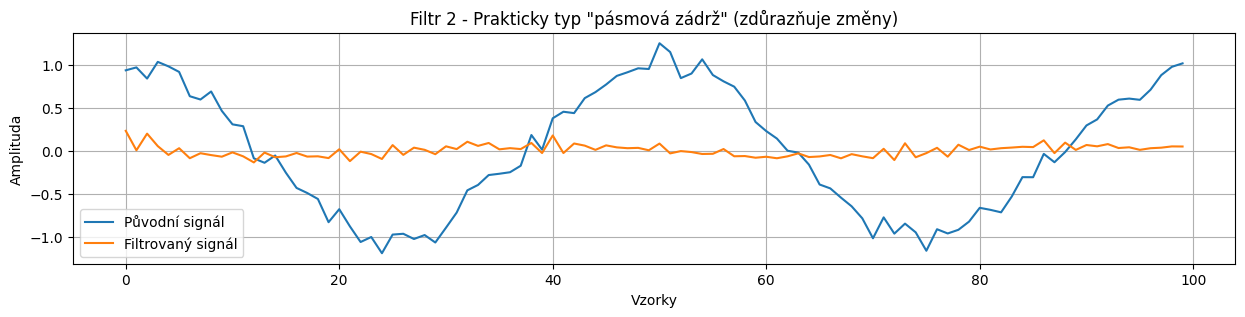 Filtr 2 - Prakticky typ "pásmová zádrž" (zdůrazňuje změny)
Amplituda
1.0
0.5
0.0
−0.5
−1.0
Původní signál
Filtrovaný signál
0
20
40
60
80
100
Vzorky